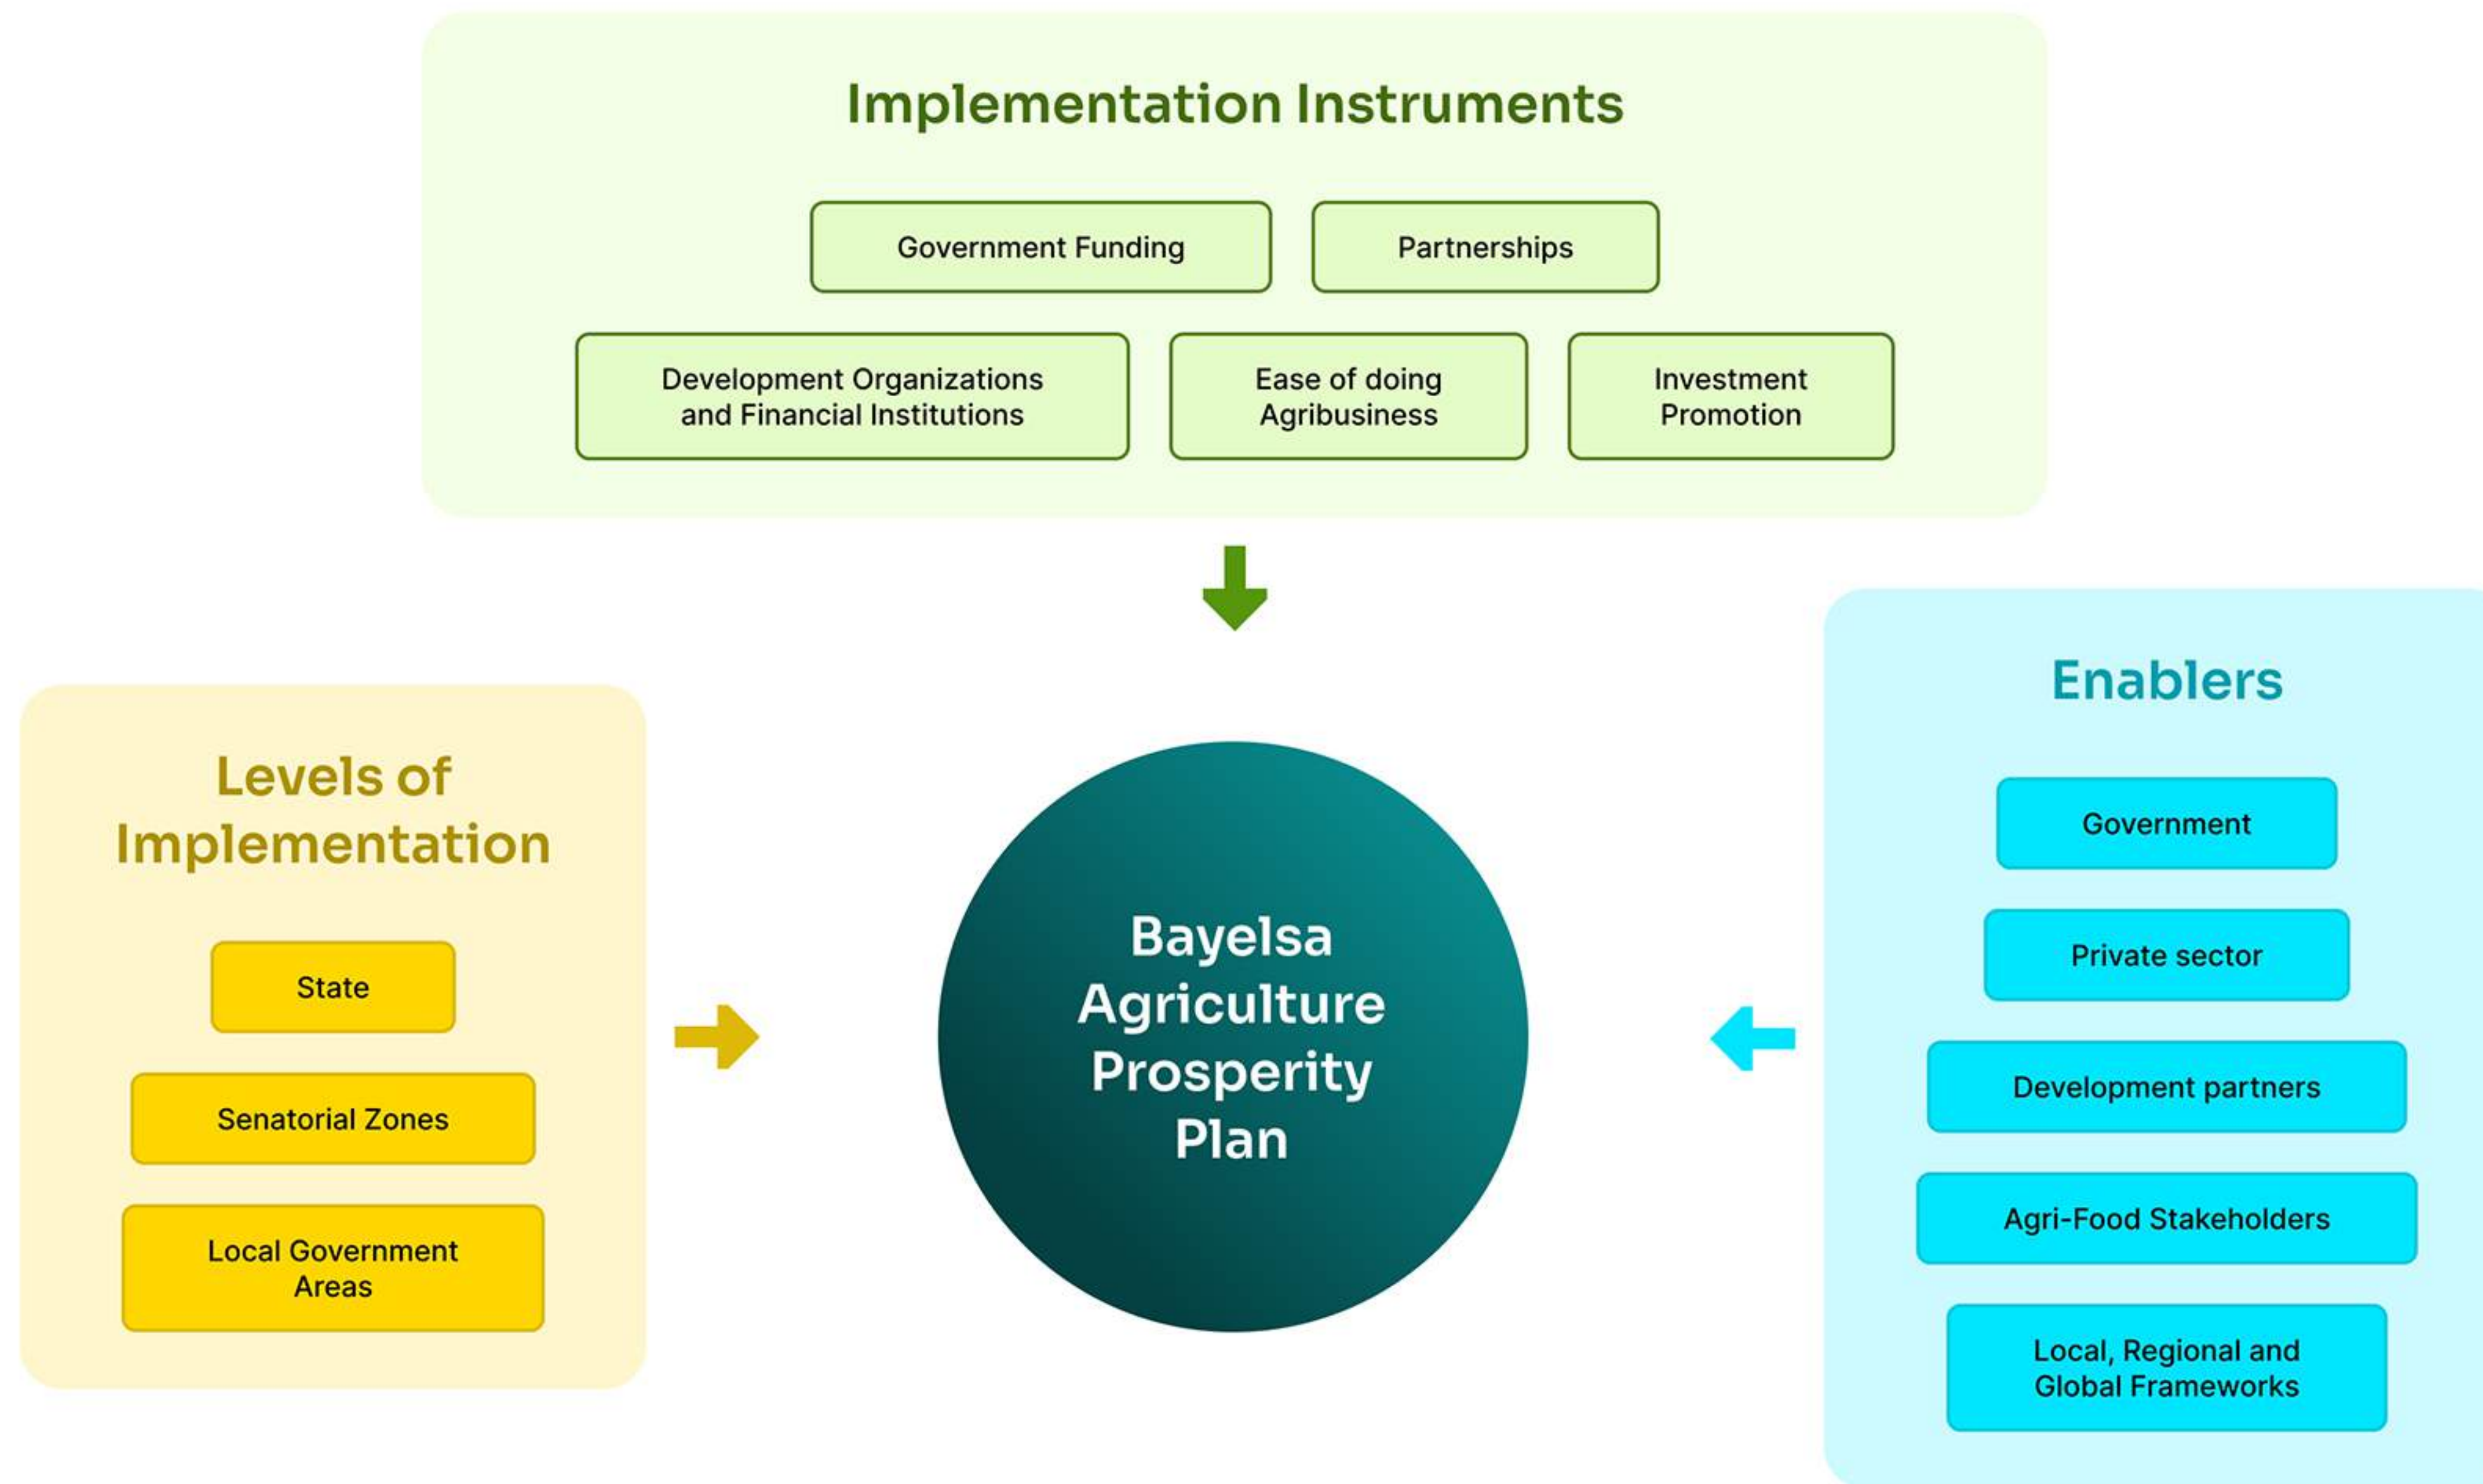 Implementation Instruments
Government Funding
Partnerships
Development Organizations
and Financial Institutions
Ease of doing
Agribusiness
Investment
Promotion
Levels of
Implementation
State
Senatorial Zones
Local Government
Areas
Bayelsa
Agriculture
Prosperity
Plan
Enablers
Government
Private sector
Development partners
Agri-Food Stakeholders
Local, Regional and
Global Frameworks